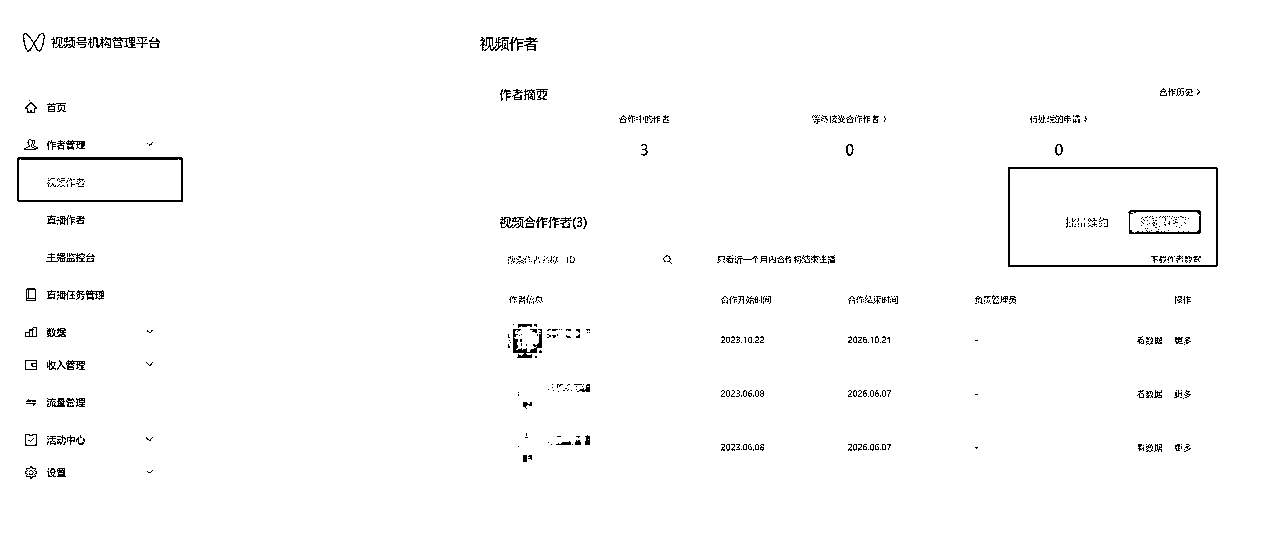 视频号机构管理平台
首页
作者管理
视频作者
直播作者
主播监控台
直播任务管理
数据
收入管理
流量管理
活动中心
设置
视频作者
作者摘要
合作历史
合作中的作者
等待接受合作作者
待处理的申请
3
0
0
视频合作作者(3)
批量续约
搜索作者名称、ID
只看近一个月内合作将结束主播
下载作者数据
作者信息
合作开始时间
合作结束时间
负责管理员
操作
2023.10.22
2026.10.21
-
看数据
更多
2023.06.08
2026.06.07
-
看数据
更多
2023.06.08
2026.06.07
-
看数据
更多